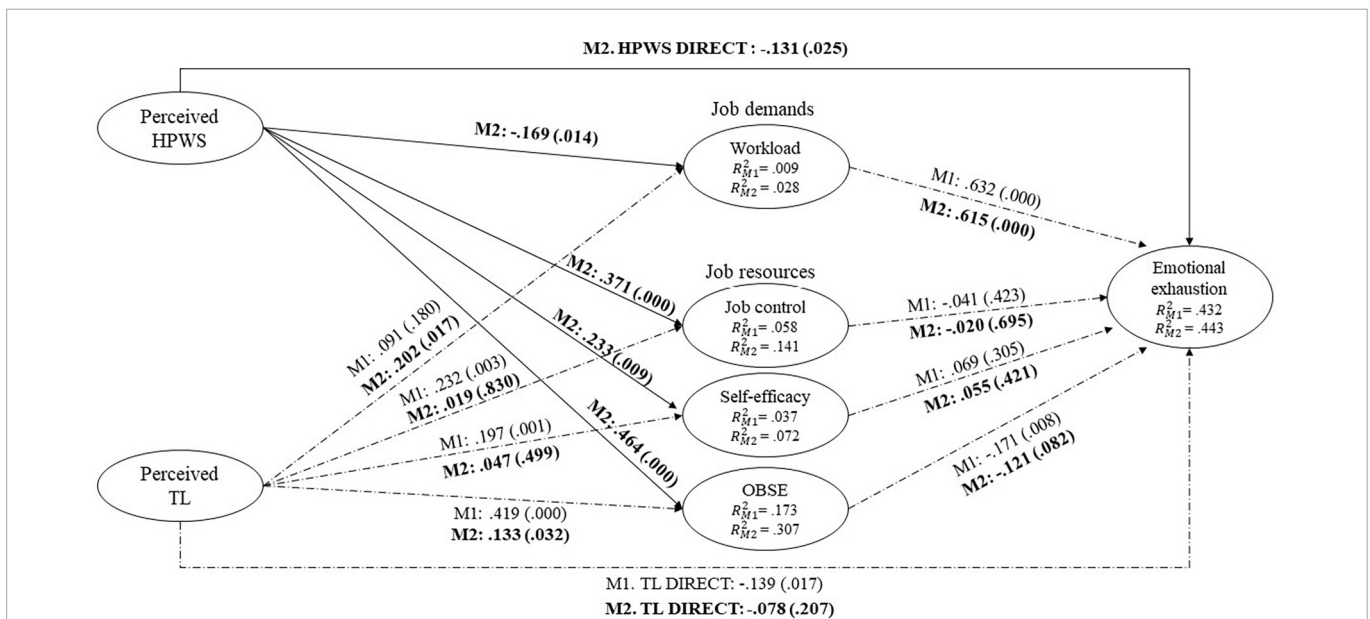 M2. HPWS DIRECT : -.131 (.025)
Perceived
HPWS
Job demands
M2: -.169 (.014)
Workload
R²M1= .009
R²M2 = .028
M1: .632 (.000)
M2: .615 (.000)
Job resources
M2: .371 (.000)
Job control
R²M1= .058
R²M2 = .141
M1: -.041 (.423)
M2: -.020 (.695)
Emotional
exhaustion
R²M1= .432
R²M2 = .443
M1: .091 (.180)
M2: .202 (.017)
M2: .233 (.009)
M1: .232 (.003)
M2: .019 (.830)
Self-efficacy
R²M1= .037
R²M2 = .072
M1: .069 (.305)
M2: .055 (.421)
M1: .197 (.001)
M2: .047 (.499)
M2: .464 (.000)
Perceived
TL
OBSE
R²M1= .173
R²M2 = .307
M1: -.171 (.008)
M2: -.121 (.082)
M1: .419 (.000)
M2: .133 (.032)
M1. TL DIRECT: -.139 (.017)
M2. TL DIRECT: -.078 (.207)